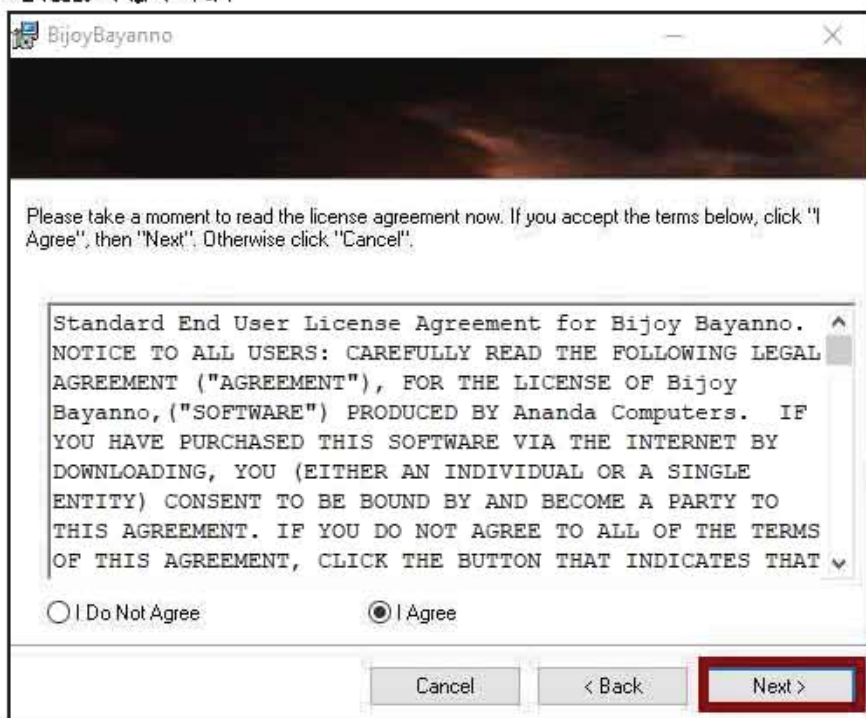 BijoyBayanno
Please take a moment to read the license agreement now. If you accept the terms below, click "I
Agree", then "Next". Otherwise click "Cancel".
Standard End User License Agreement for Bijoy Bayanno.
NOTICE TO ALL USERS: CAREFULLY READ THE FOLLOWING LEGAL
AGREEMENT ("AGREEMENT"), FOR THE LICENSE OF Bijoy
Bayanno,("SOFTWARE") PRODUCED BY Ananda Computers.  IF
YOU HAVE PURCHASED THIS SOFTWARE VIA THE INTERNET BY
DOWNLOADING, YOU (EITHER AN INDIVIDUAL OR A SINGLE
ENTITY) CONSENT TO BE BOUND BY AND BECOME A PARTY TO
THIS AGREEMENT. IF YOU DO NOT AGREE TO ALL OF THE TERMS
OF THIS AGREEMENT, CLICK THE BUTTON THAT INDICATES THAT
I Do Not Agree I Agree
Cancel < Back Next >